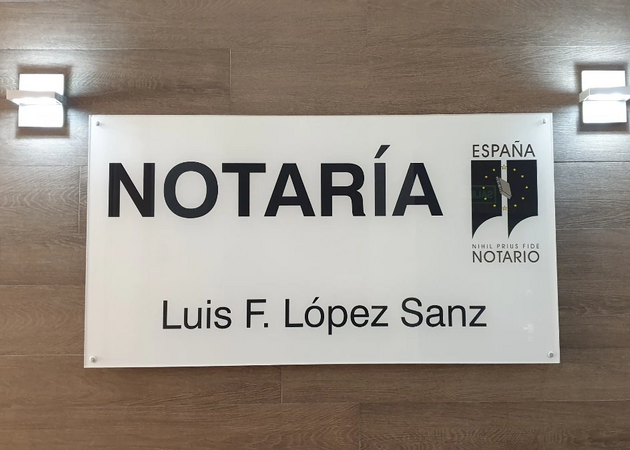 NOTARÍA
ESPAÑA
NIHIL PRIUS FIDE
NOTARIO
Luis F. López Sanz